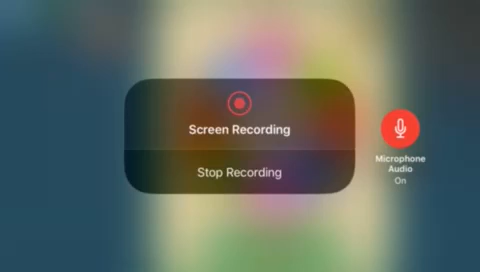 Screen Recording
Stop Recording
Microphone
Audio
On